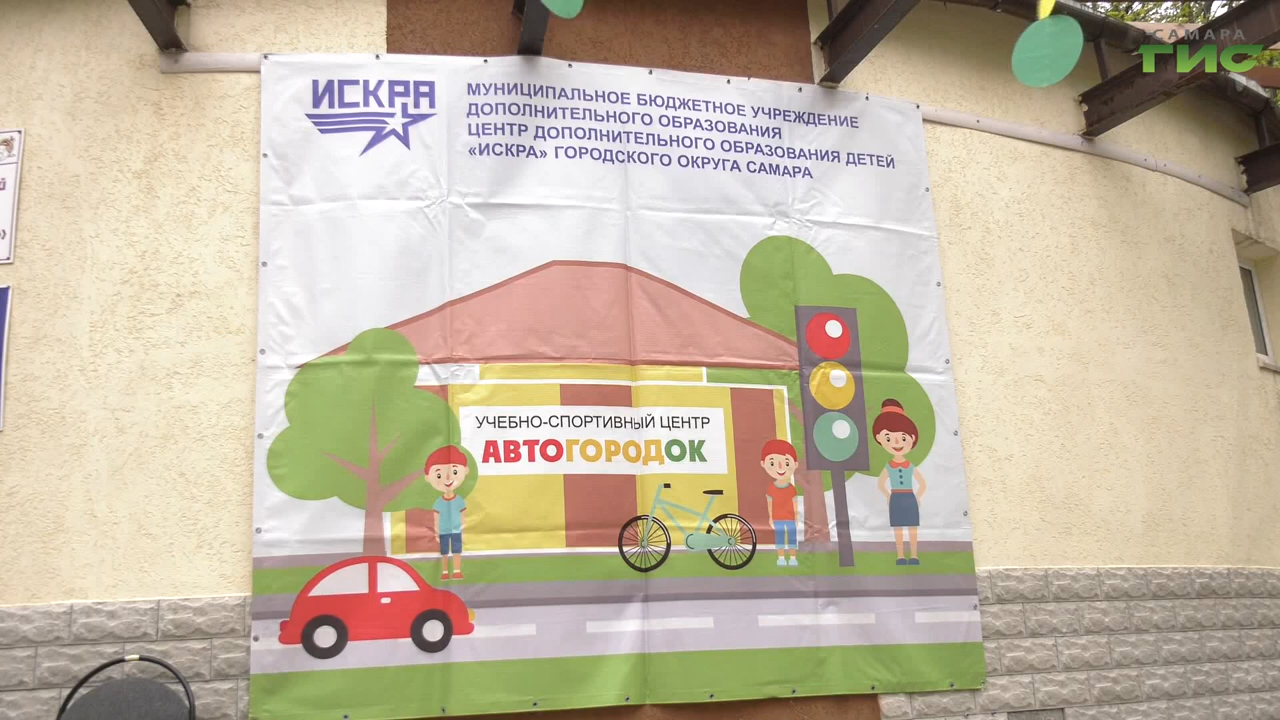 САМАРА
ГИС
ИСКРА
МУНИЦИПАЛЬНОЕ БЮДЖЕТНОЕ УЧРЕЖДЕНИЕ
ДОПОЛНИТЕЛЬНОГО ОБРАЗОВАНИЯ
ЦЕНТР ДОПОЛНИТЕЛЬНОГО ОБРАЗОВАНИЯ ДЕТЕЙ
«ИСКРА» ГОРОДСКОГО ОКРУГА САМАРА
УЧЕБНО-СПОРТИВНЫЙ ЦЕНТР
АВТОГОРОДОК